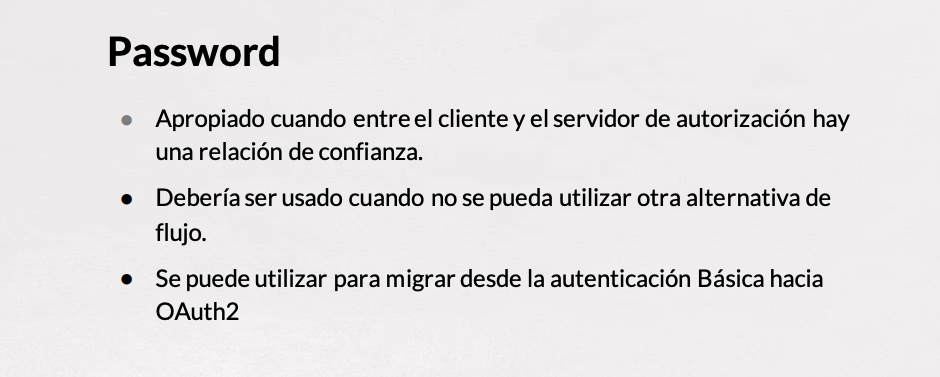 Password
● Apropiado cuando entre el cliente y el servidor de autorización hay
una relación de confianza.
● Debería ser usado cuando no se pueda utilizar otra alternativa de
flujo.
● Se puede utilizar para migrar desde la autenticación Básica hacia
OAuth2